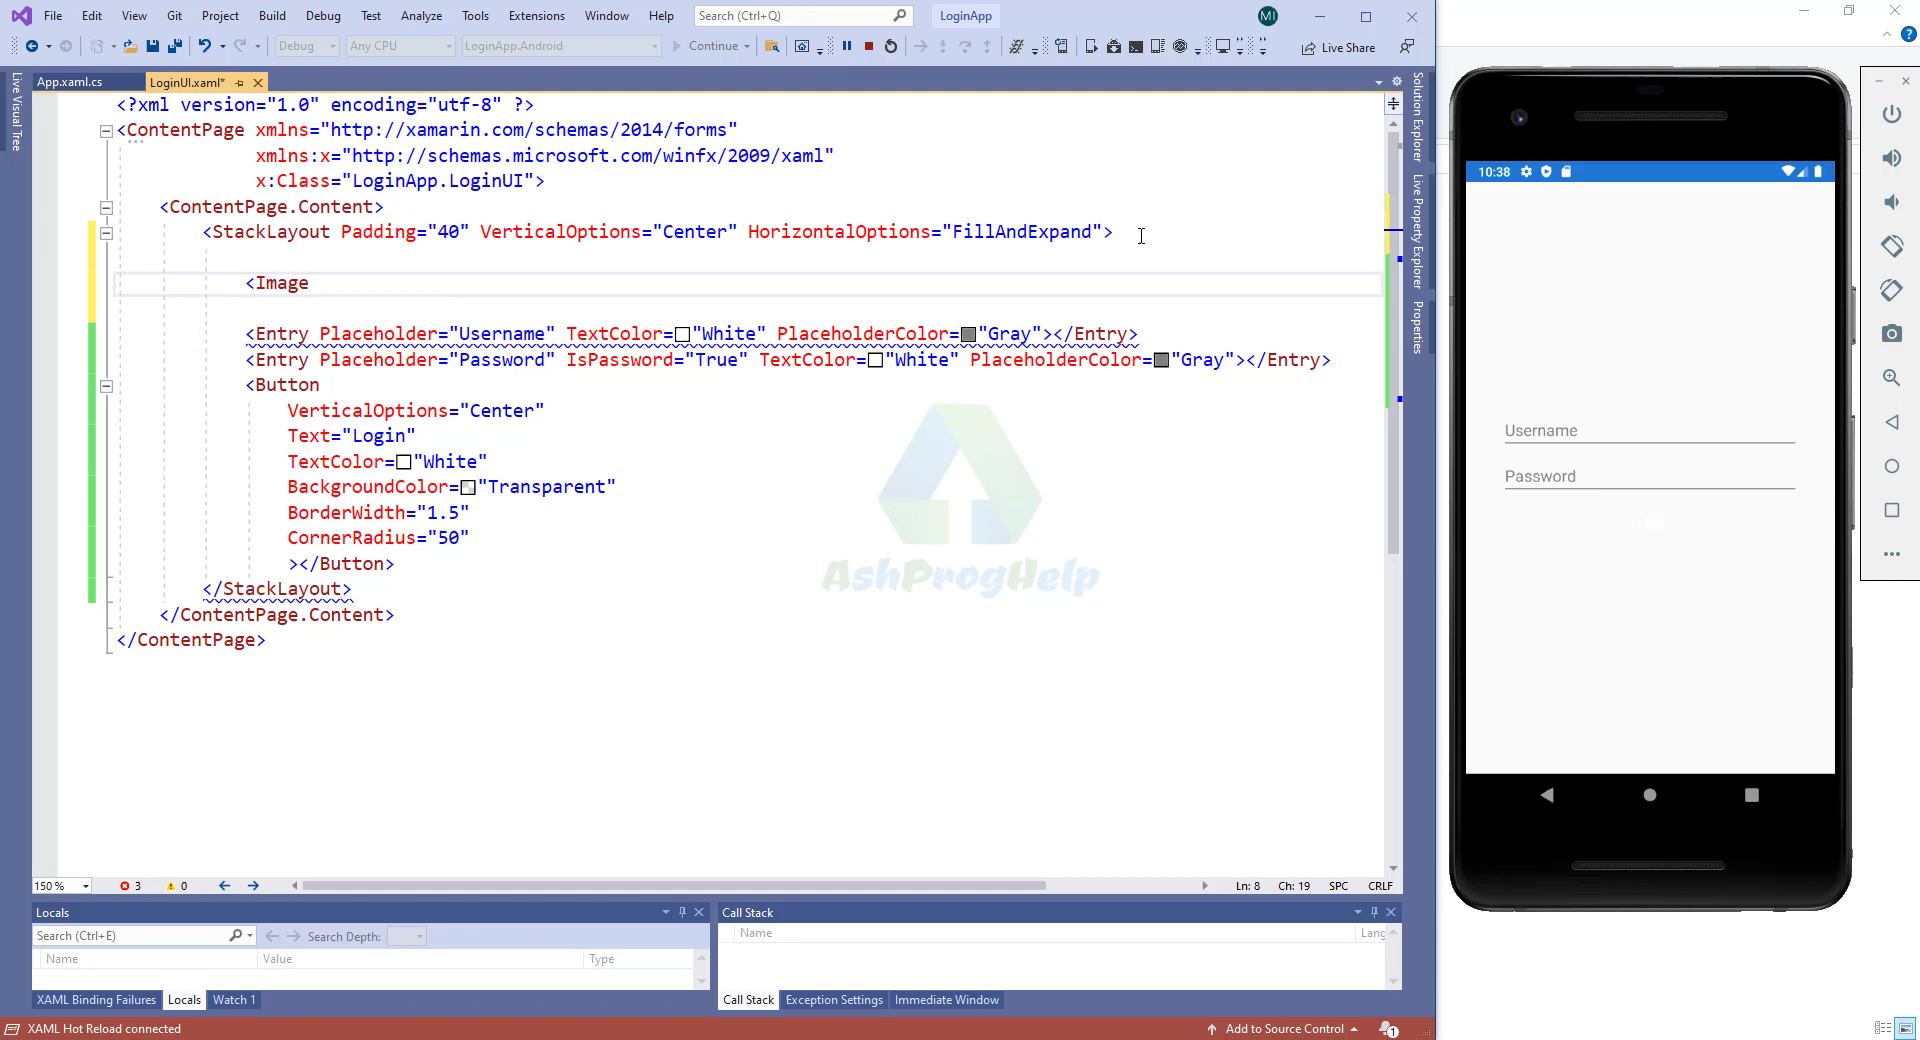 File Edit View Git Project Build Debug Test Analyze Tools Extensions Window Help Search (Ctrl+Q) LoginApp MI
Debug Any CPU LoginApp.Android Continue Live Share
App.xaml.cs LoginUI.xaml*
Live Visual Tree
<?xml version="1.0" encoding="utf-8" ?>
<ContentPage xmlns="http://xamarin.com/schemas/2014/forms"
xmlns:x="http://schemas.microsoft.com/winfx/2009/xaml"
x:Class="LoginApp.LoginUI">
<ContentPage.Content>
<StackLayout Padding="40" VerticalOptions="Center" HorizontalOptions="FillAndExpand">
<Image
<Entry Placeholder="Username" TextColor="White" PlaceholderColor="Gray"></Entry>
<Entry Placeholder="Password" IsPassword="True" TextColor="White" PlaceholderColor="Gray"></Entry>
<Button
VerticalOptions="Center"
Text="Login"
TextColor="White"
BackgroundColor="Transparent"
BorderWidth="1.5"
CornerRadius="50"
></Button>
</StackLayout>
</ContentPage.Content>
</ContentPage>
AshProgHelp
Solution Explorer
Live Property Explorer
Properties
10:38
Username
Password
150 % 3 0 Ln: 8 Ch: 19 SPC CRLF
Locals
Search (Ctrl+E) Search Depth:
Name Value Type
XAML Binding Failures Locals Watch 1
Call Stack
Name Lang
Call Stack Exception Settings Immediate Window
XAML Hot Reload connected Add to Source Control 1